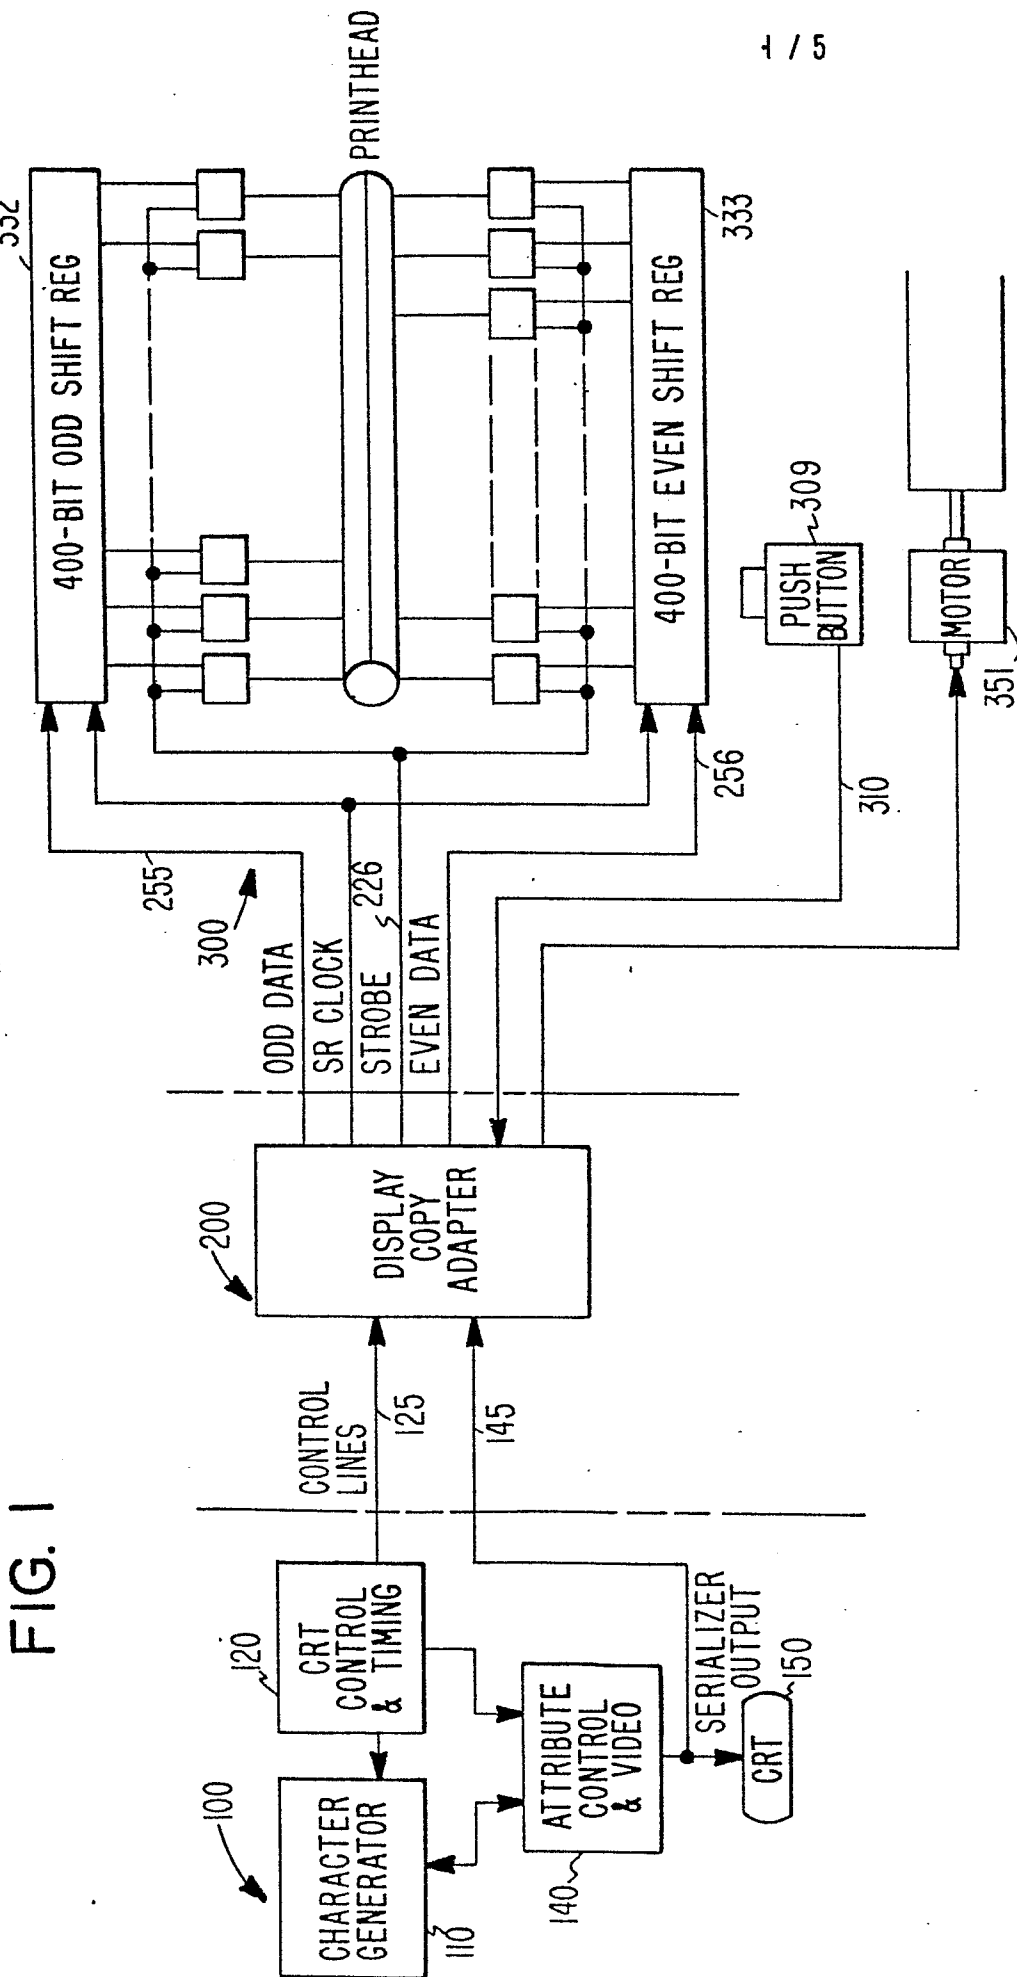 1/5
FIG. 1
100
CHARACTER
GENERATOR
110
120
CRT
CONTROL
& TIMING
ATTRIBUTE
CONTROL
& VIDEO
140
SERIALIZER
OUTPUT
CRT
150
CONTROL
LINES
125
145
200
DISPLAY
COPY
ADAPTER
300
ODD DATA
SR CLOCK
STROBE
EVEN DATA
255
226
256
332
400-BIT ODD SHIFT REG
PRINTHEAD
400-BIT EVEN SHIFT REG
333
PUSH
BUTTON
309
310
MOTOR
351